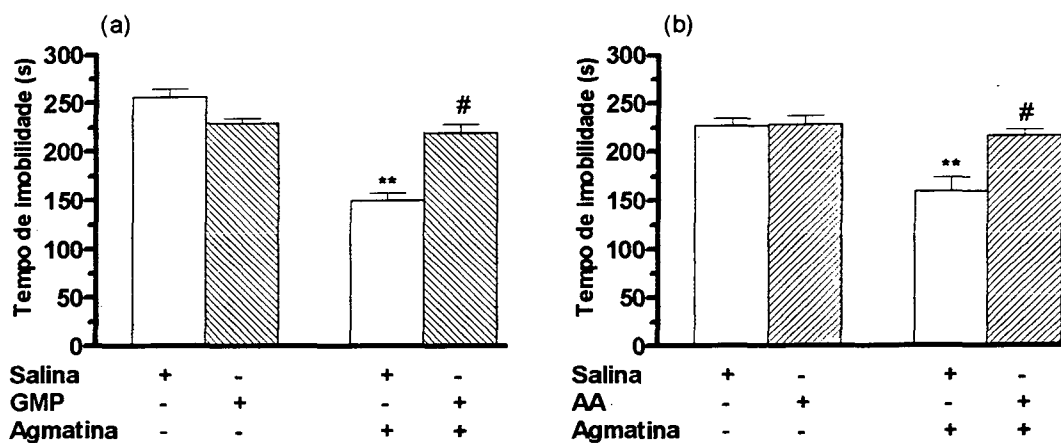 (a)
Tempo de imobilidade (s)
300
250
200
150
100
50
0
**
#
Salina + - + -
GMP - + - +
Agmatina - - + +
(b)
Tempo de imobilidade (s)
300
250
200
150
100
50
0
**
#
Salina + - + -
AA - + - +
Agmatina - - + +